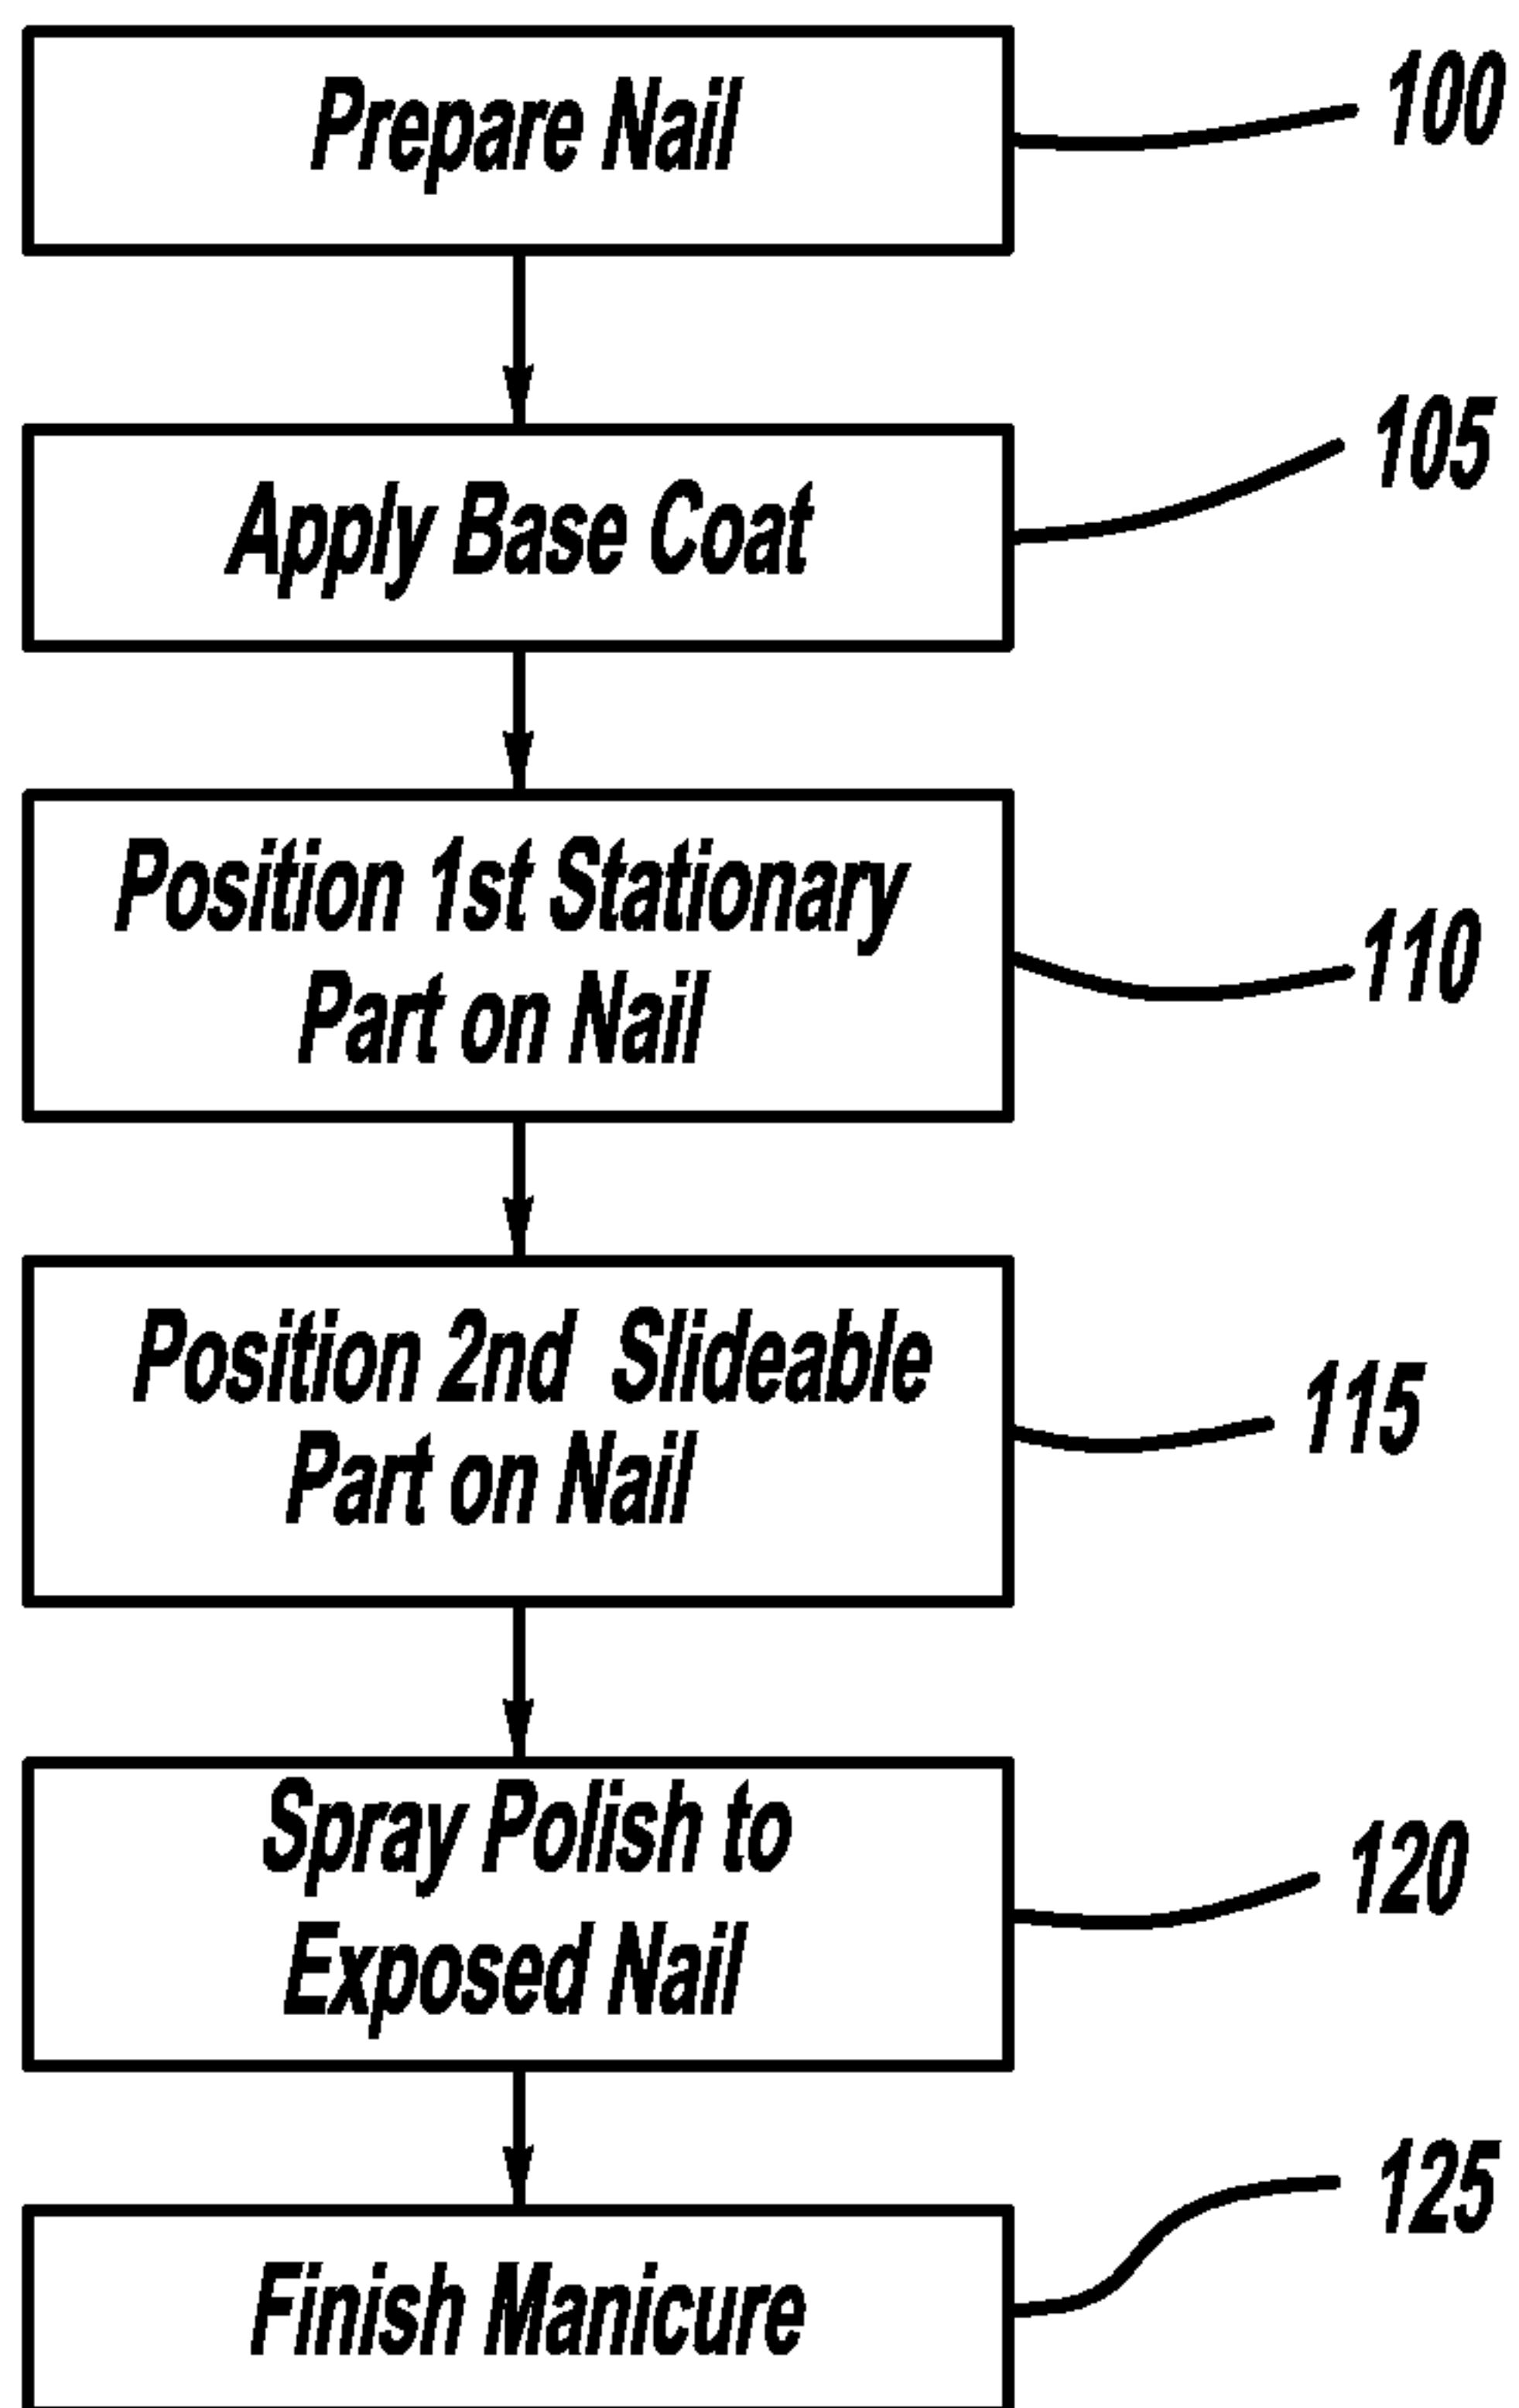 Prepare Nail
100
Apply Base Coat
105
Position 1st Stationary
Part on Nail
110
Position 2nd Slideable
Part on Nail
115
Spray Polish to
Exposed Nail
120
Finish Manicure
125